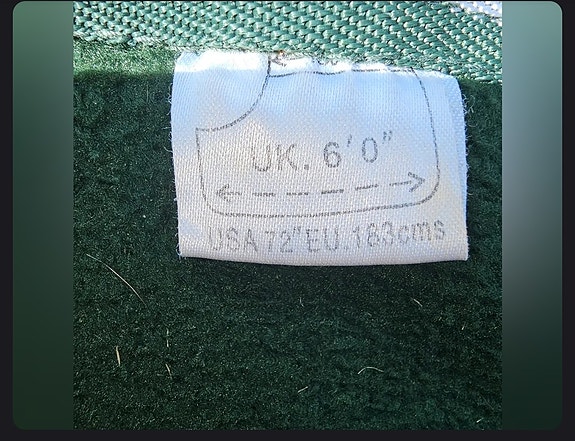 UK. 6'0"
USA 72" EU. 183cms